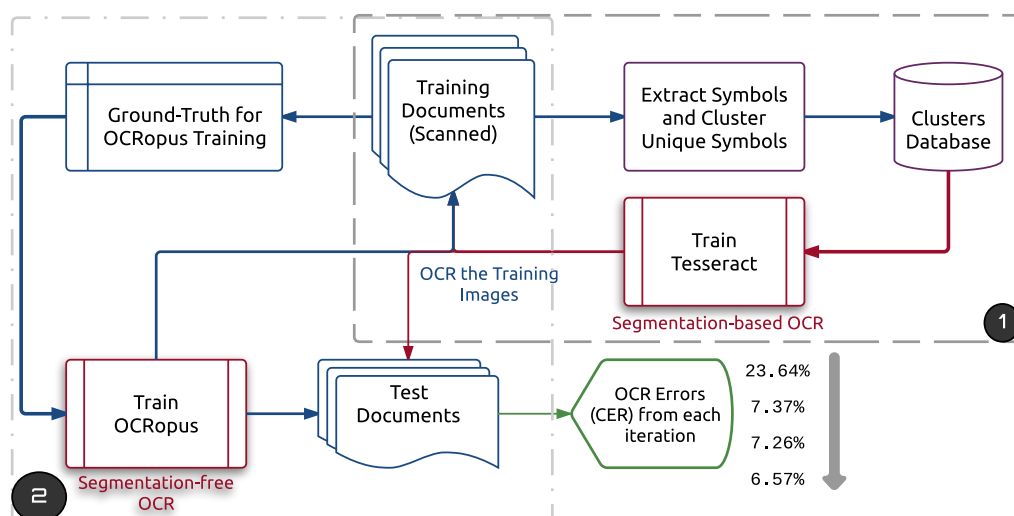 Ground-Truth for
OCRopus Training
Training
Documents
(Scanned)
Extract Symbols
and Cluster
Unique Symbols
Clusters
Database
Train
Tesseract
OCR the Training
Images
Segmentation-based OCR
1
Train
OCRopus
Test
Documents
OCR Errors
(CER) from each
iteration
23.64%
7.37%
7.26%
6.57%
Segmentation-free
OCR
2